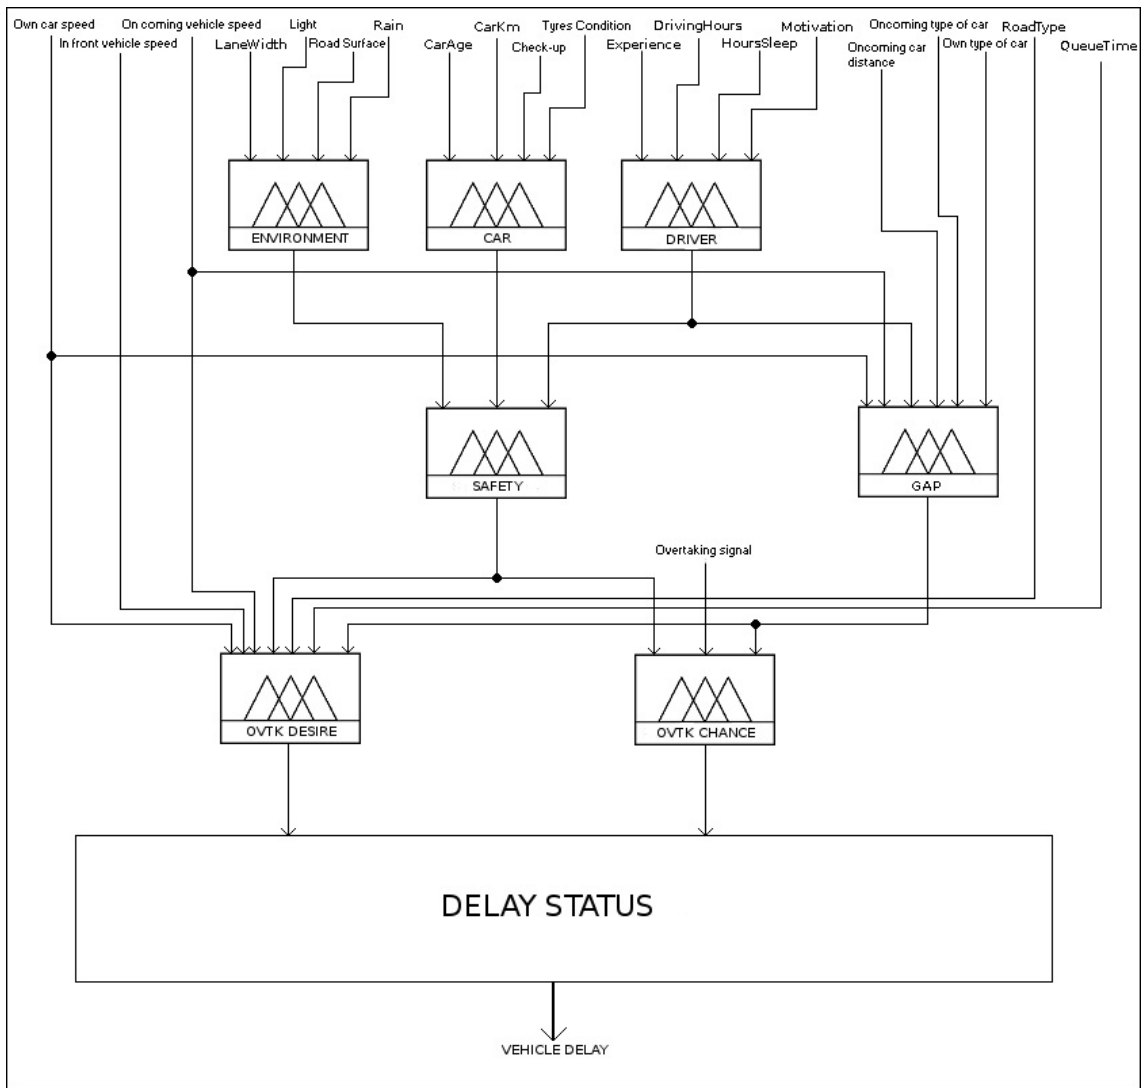 Own car speed
On coming vehicle speed
Light
Rain
CarKm
Tyres Condition
DrivingHours
Motivation
Oncoming type of car
RoadType
In front vehicle speed
LaneWidth
Road Surface
CarAge
Check-up
Experience
HoursSleep
Oncoming car
distance
Own type of car
QueueTime
ENVIRONMENT
CAR
DRIVER
SAFETY
GAP
Overtaking signal
OVTK DESIRE
OVTK CHANCE
DELAY STATUS
VEHICLE DELAY